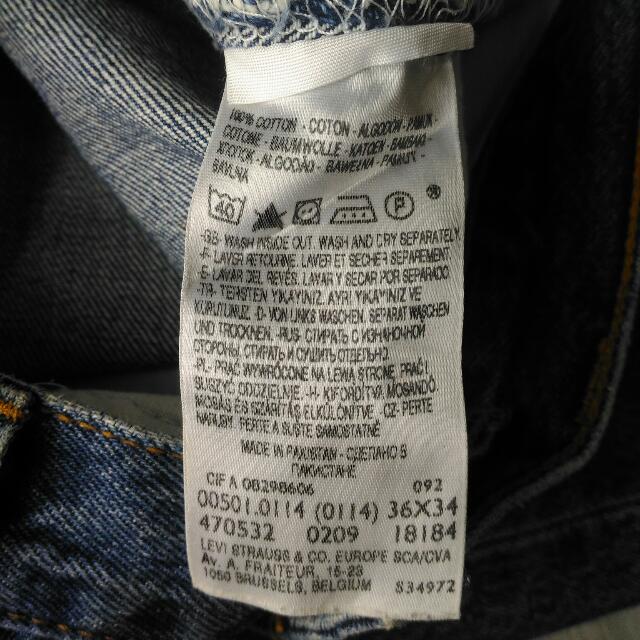 100% COTTON - COTON - ALGODON - PAMUK -
COTONE - BAUMWOLLE - KATOEN - BAMBAKI -
ALGODÃO - BAWEŁNA - PAMUT -
BAVLNA
40 P ®
-GB- WASH INSIDE OUT. WASH AND DRY SEPARATELY
-F- LAVER RETOURNE. LAVER ET SECHER SEPAREMENT
-E- LAVAR DEL REVES. LAVAR Y SECAR POR SEPARADO
-TR- TERSTEN YIKAYINIZ. AYRI YIKAYINIZ VE
KURUTUNUZ. -D- VON LINKS WASCHEN. SEPARAT WASCHEN
UND TROCKNEN. -RUS- СТИРАТЬ С ИЗНАНОЧНОЙ
СТОРОНЫ. СТИРАТЬ И СУШИТЬ ОТДЕЛЬНО
-PL- PRAĆ WYWRÓCONE NA LEWĄ STRONĘ PRAĆ I
SUSZYĆ ODDZIELNIE. -H- KIFORDÍTVA MOSANDÓ
MOSÁS ÉS SZÁRÍTÁS ELKÜLÖNÍTVE. -CZ- PERTE
NARUBY. PERTE A SUŠTE SAMOSTATNĚ
MADE IN PAKISTAN - СДЕЛАНО В
ПАКИСТАНЕ
CIF A 08298606 092
00501.0114 (0114) 36X34
470532 0209 18184
LEVI STRAUSS & CO. EUROPE SCA/CVA
AV. A. FRAITEUR 15-23
1050 BRUSSELS, BELGIUM S34972